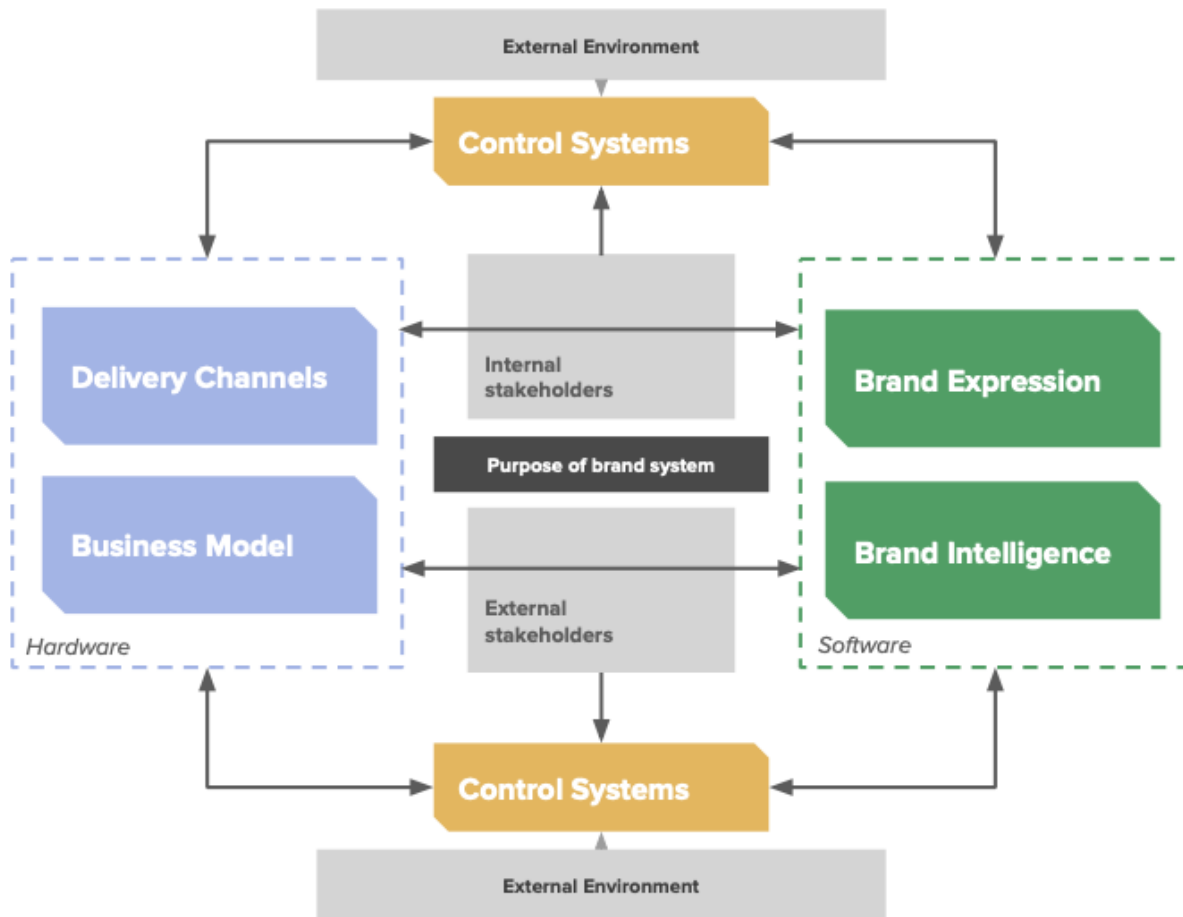 External Environment
Control Systems
Delivery Channels
Business Model
Hardware
Internal
stakeholders
Purpose of brand system
External
stakeholders
Brand Expression
Brand Intelligence
Software
Control Systems
External Environment